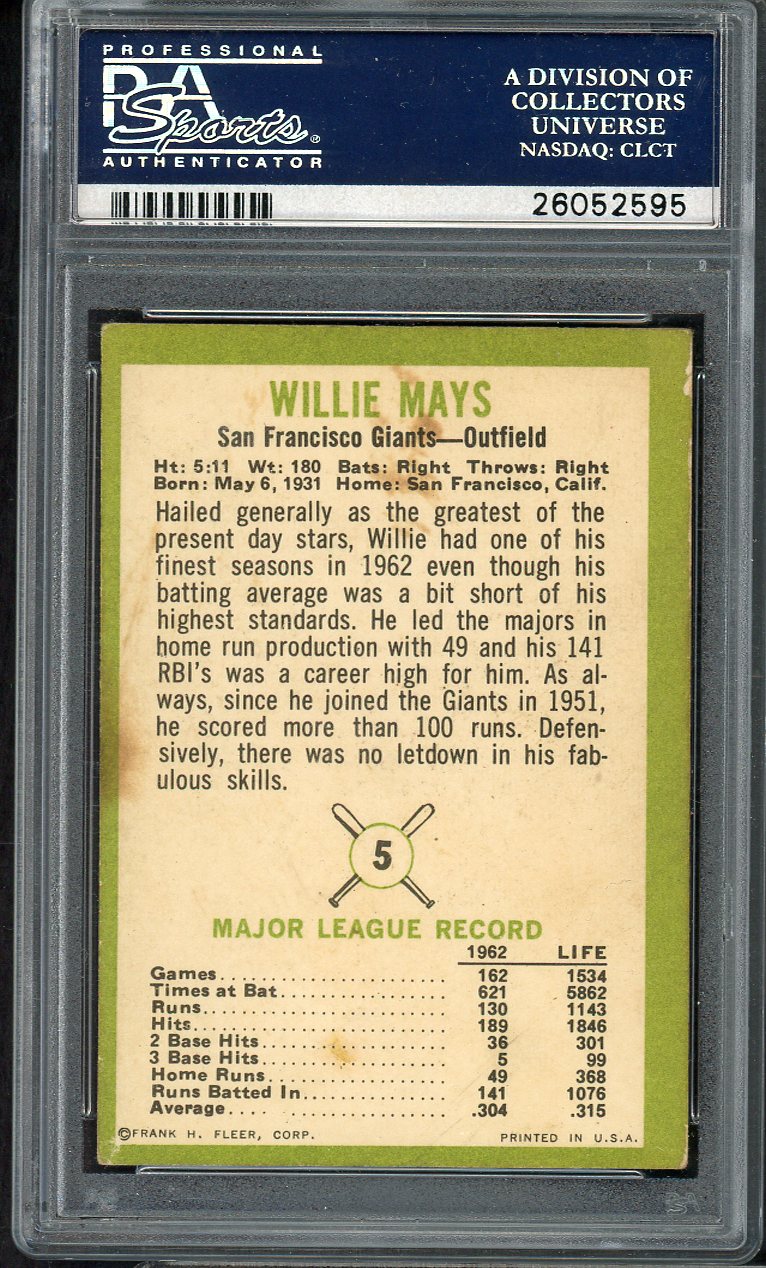 PROFESSIONAL
PSA
Sports®
AUTHENTICATOR
A DIVISION OF
COLLECTORS
UNIVERSE
NASDAQ: CLCT
26052595
WILLIE MAYS
San Francisco Giants—Outfield
Ht: 5:11 Wt: 180 Bats: Right Throws: Right
Born: May 6, 1931 Home: San Francisco, Calif.
Hailed generally as the greatest of the
present day stars, Willie had one of his
finest seasons in 1962 even though his
batting average was a bit short of his
highest standards. He led the majors in
home run production with 49 and his 141
RBI's was a career high for him. As al-
ways, since he joined the Giants in 1951,
he scored more than 100 runs. Defen-
sively, there was no letdown in his fab-
ulous skills.
5
MAJOR LEAGUE RECORD
1962 LIFE
Games.................... 162 1534
Times at Bat.................... 621 5862
Runs.................... 130 1143
Hits.................... 189 1846
2 Base Hits.................... 36 301
3 Base Hits.................... 5 99
Home Runs.................... 49 368
Runs Batted In.................... 141 1076
Average.................... .304 .315
©FRANK H. FLEER, CORP. PRINTED IN U.S.A.